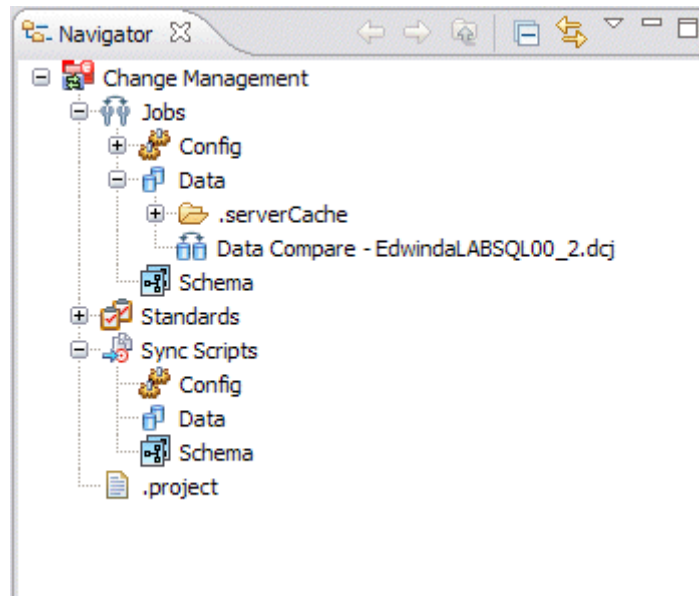 Navigator
Change Management
Jobs
Config
Data
.serverCache
Data Compare - EdwindaLABSQL00_2.dcj
Schema
Standards
Sync Scripts
Config
Data
Schema
.project